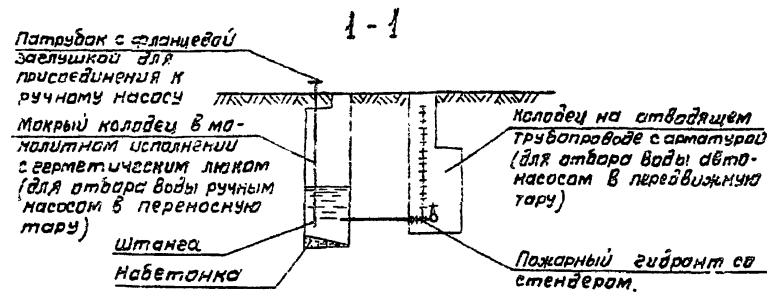 1 - 1
Патрубок с фланцевой
заглушкой для
присоединения к
ручному насосу
Мокрый колодец в мо-
нолитном исполнении
с герметическим люком
(для отбора воды ручным
насосом в переносную
тару)
Штанга
Набетонка
Колодец на отводящем
трубопроводе с арматурой
(для отбора воды авто-
насосом в передвижную
тару)
Пожарный гидрант со
стендером.